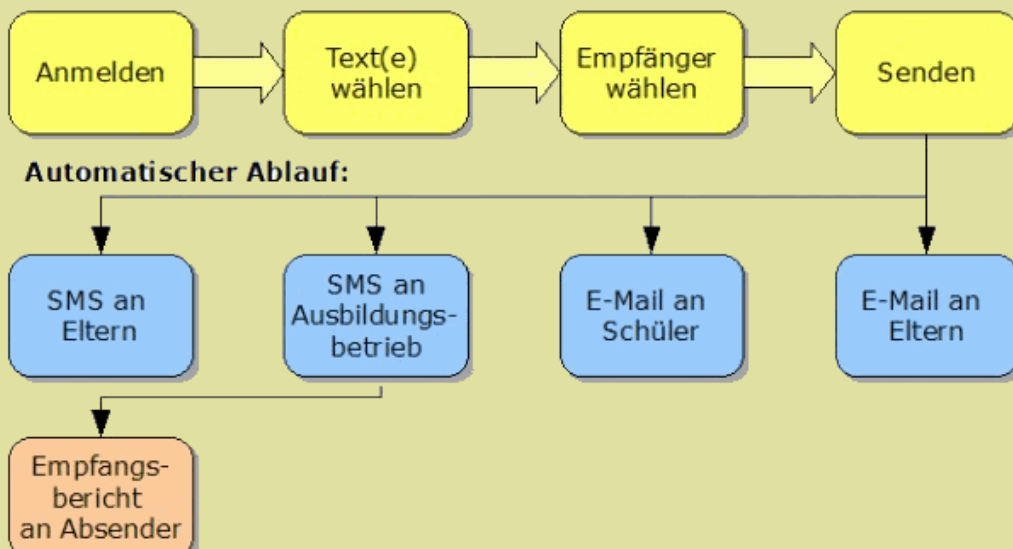 Anmelden
Text(e)
wählen
Empfänger
wählen
Senden
Automatischer Ablauf:
SMS an
Eltern
SMS an
Ausbildungs-
betrieb
E-Mail an
Schüler
E-Mail an
Eltern
Empfangs-
bericht
an Absender